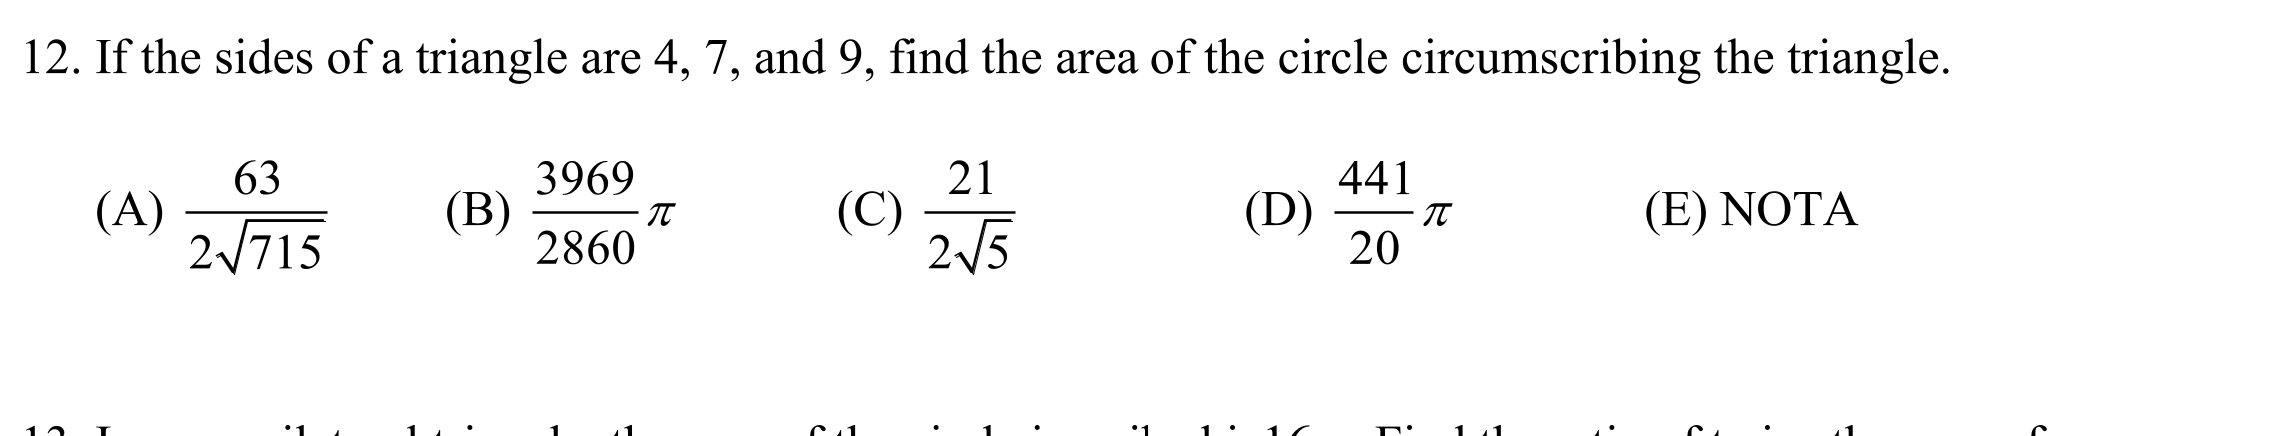 12. If the sides of a triangle are 4, 7, and 9, find the area of the circle circumscribing the triangle.
(A) \frac{63}{2\sqrt{715}} (B) \frac{3969}{2860}\pi (C) \frac{21}{2\sqrt{5}} (D) \frac{441}{20}\pi (E) NOTA